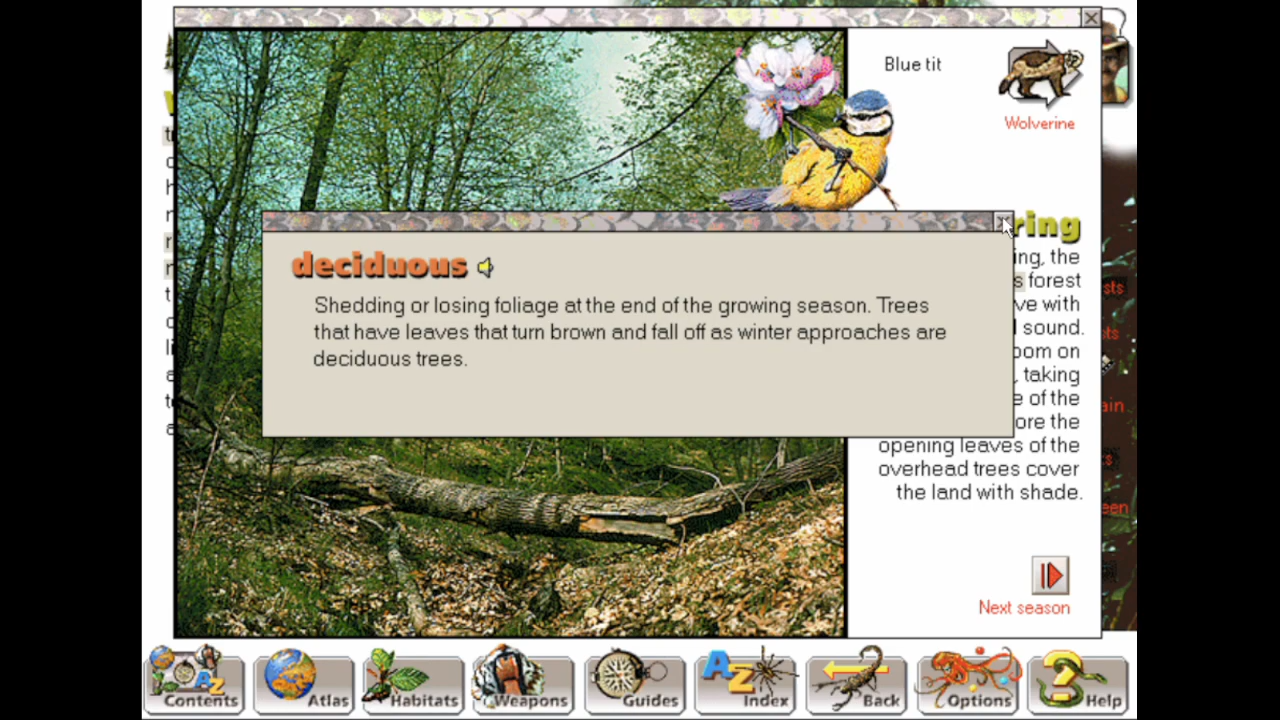 Blue tit
Wolverine
ring
ing, the
s forest
ve with
sound.
oom on
, taking
e of the
ore the
opening leaves of the
overhead trees cover
the land with shade.
deciduous
Shedding or losing foliage at the end of the growing season. Trees
that have leaves that turn brown and fall off as winter approaches are
deciduous trees.
Next season
Contents
Atlas
Habitats
Weapons
Guides
AZ Index
Back
Options
Help